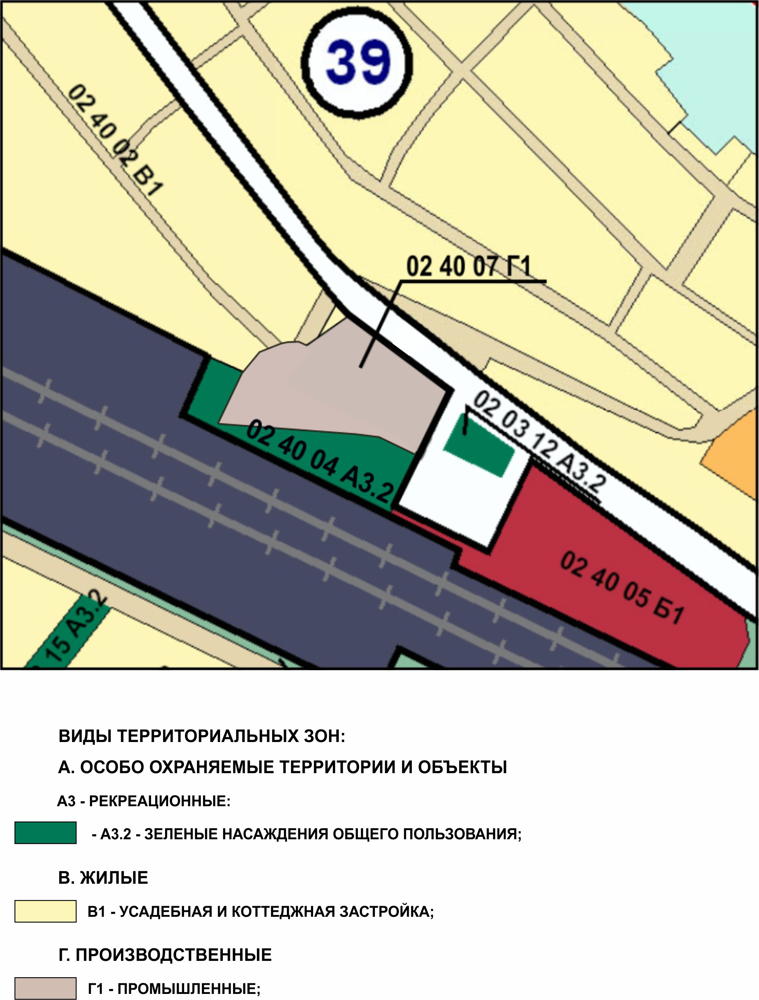 39
02 40 02 В1
02 40 07 Г1
02 03 12 А3.2
02 40 04 А3.2
02 40 05 Б1
15 А3.2
ВИДЫ ТЕРРИТОРИАЛЬНЫХ ЗОН:
А. ОСОБО ОХРАНЯЕМЫЕ ТЕРРИТОРИИ И ОБЪЕКТЫ
А3 - РЕКРЕАЦИОННЫЕ:
- А3.2 - ЗЕЛЕНЫЕ НАСАЖДЕНИЯ ОБЩЕГО ПОЛЬЗОВАНИЯ;
В. ЖИЛЫЕ
В1 - УСАДЕБНАЯ И КОТТЕДЖНАЯ ЗАСТРОЙКА;
Г. ПРОИЗВОДСТВЕННЫЕ
Г1 - ПРОМЫШЛЕННЫЕ;